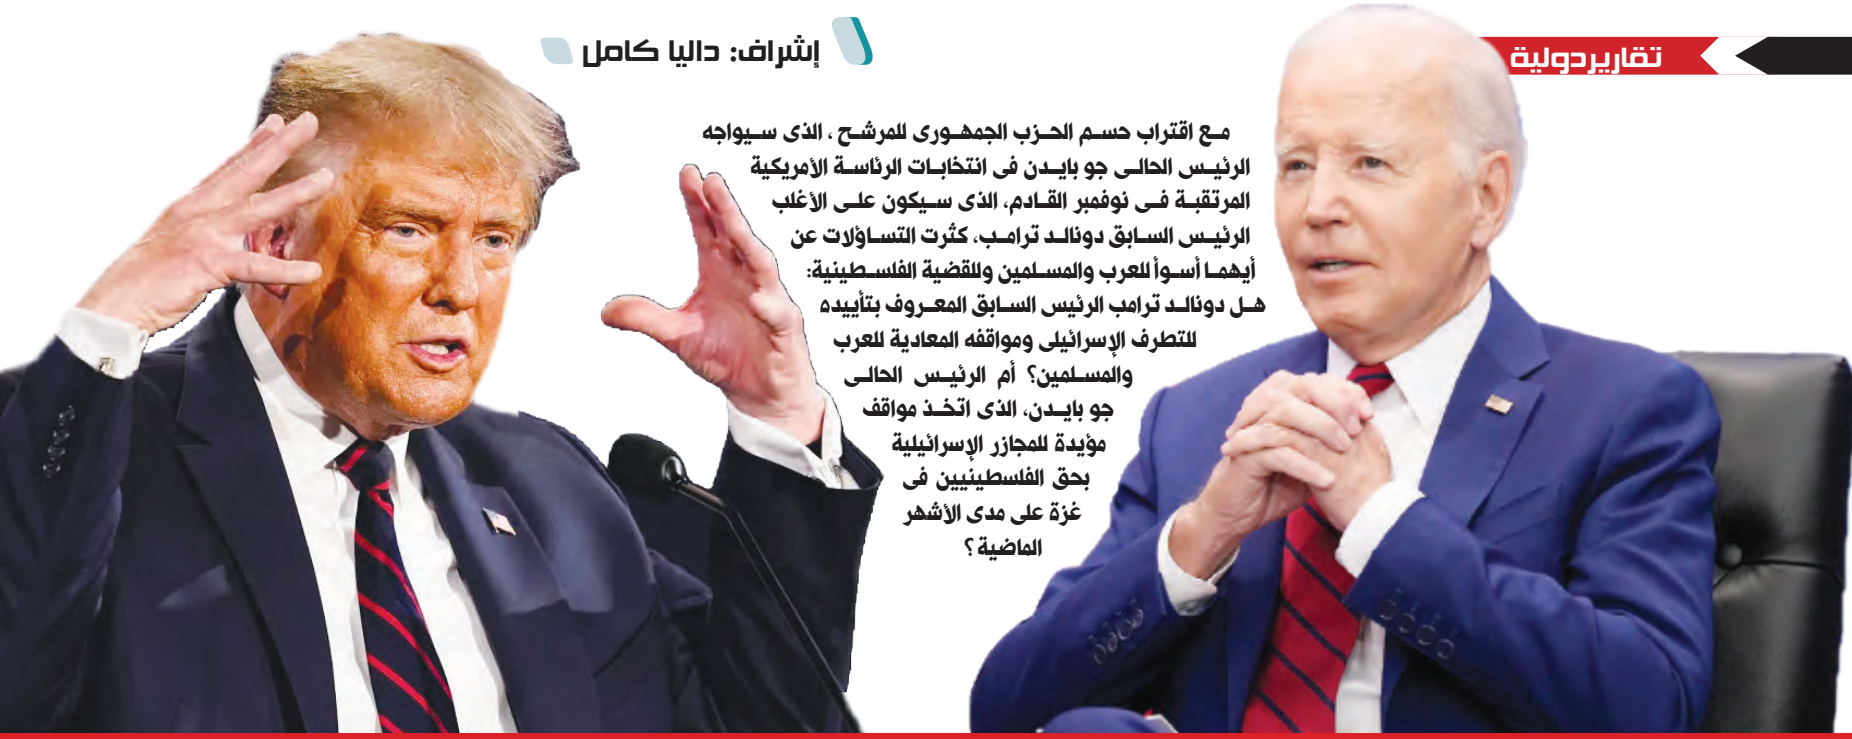 تقارير دولية
إشراف: داليا كامل
مع اقتراب حسم الحزب الجمهورى للمرشح ، الذى سيواجه
الرئيس الحالى جو بايدن فى انتخابات الرئاسة الأمريكية
المرتقبة فى نوفمبر القادم، الذى سيكون على الأغلب
الرئيس السابق دونالد ترامب، كثرت التساؤلات عن
أيهما أسوأ للعرب والمسلمين وللقضية الفلسطينية:
هل دونالد ترامب الرئيس السابق المعروف بتأييده
للتطرف الإسرائيلى ومواقفه المعادية للعرب
والمسلمين؟ أم الرئيس الحالى
جو بايدن، الذى اتخذ مواقف
مؤيدة للمجازر الإسرائيلية
بحق الفلسطينيين فى
غزة على مدى الأشهر
الماضية ؟